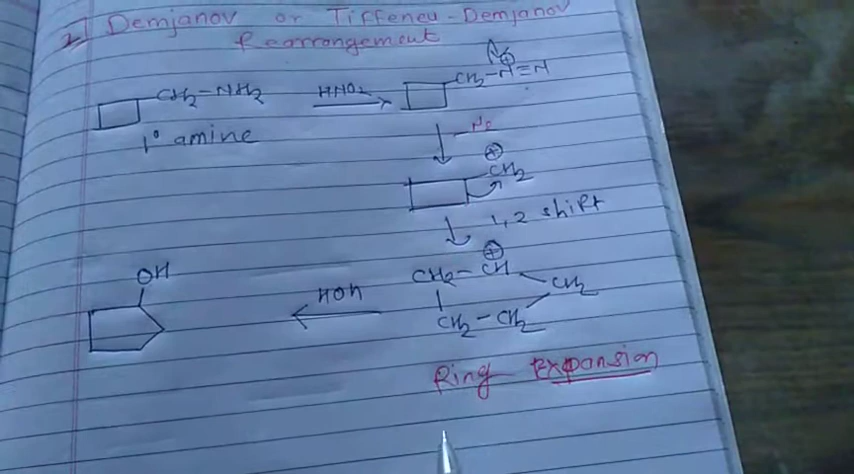 2] Demjanov or Tiffeneu-Demjanov
Rearrangement
CH₂-NH₂
HNO₂
CH₂-N≡N
⊕
1° amine
-N₂
⊕
CH₂
1,2 shift
⊕
CH₂-CH
CH₂
CH₂-CH₂
HOH
OH
Ring Expansion